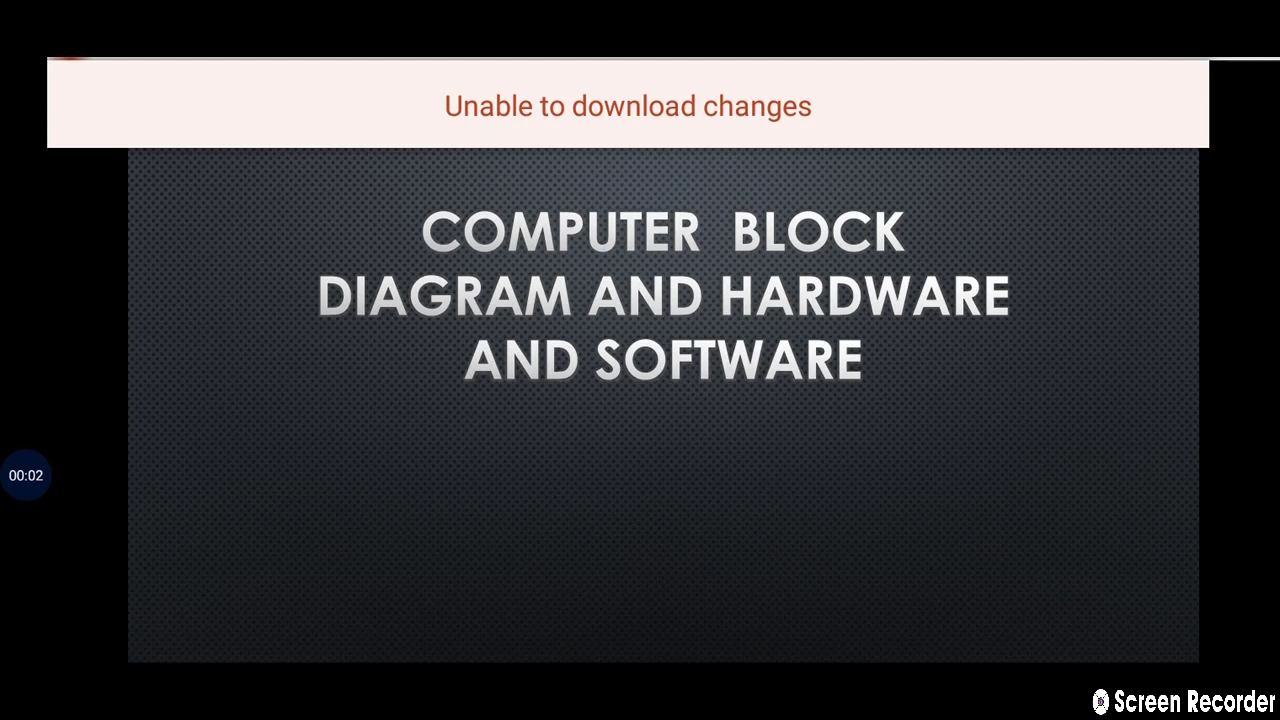 Unable to download changes
COMPUTER BLOCK
DIAGRAM AND HARDWARE
AND SOFTWARE
00:02
Screen Recorder